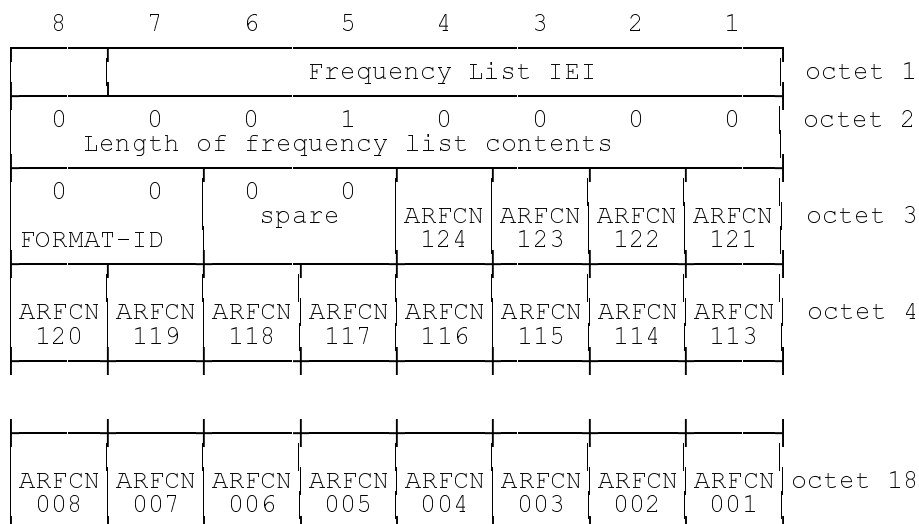 8 7 6 5 4 3 2 1
Frequency List IEI octet 1
0 0 0 1 0 0 0 0 octet 2
Length of frequency list contents
0 0 0 0
spare ARFCN ARFCN ARFCN ARFCN octet 3
FORMAT-ID 124 123 122 121
ARFCN ARFCN ARFCN ARFCN ARFCN ARFCN ARFCN ARFCN octet 4
120 119 118 117 116 115 114 113
ARFCN ARFCN ARFCN ARFCN ARFCN ARFCN ARFCN ARFCN octet 18
008 007 006 005 004 003 002 001